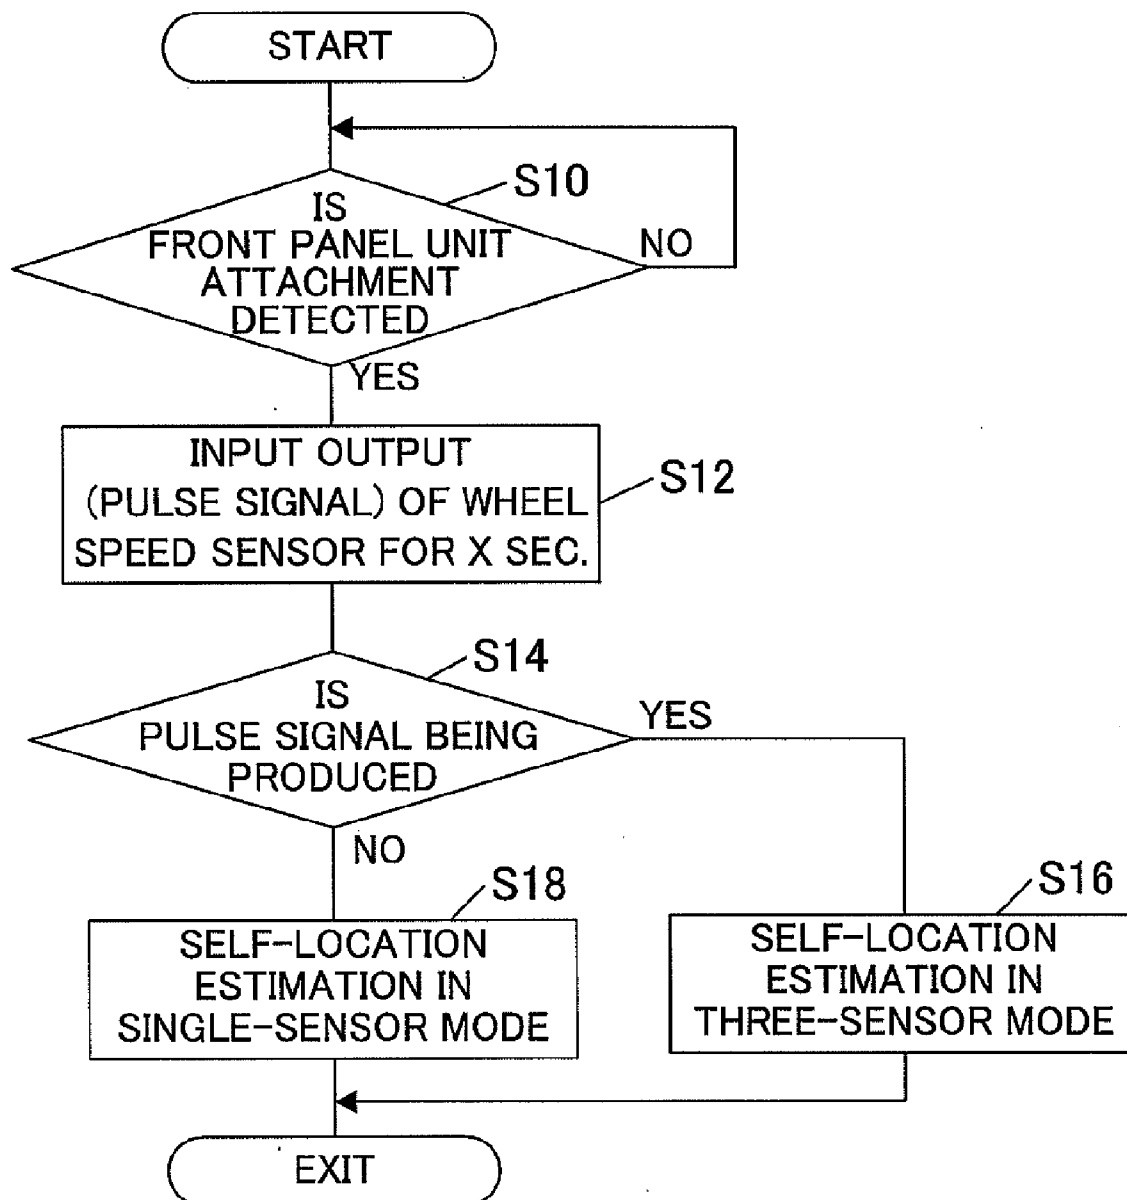 START
S10
IS
FRONT PANEL UNIT
ATTACHMENT
DETECTED
NO
YES
INPUT OUTPUT
(PULSE SIGNAL) OF WHEEL
SPEED SENSOR FOR X SEC.
S12
S14
IS
PULSE SIGNAL BEING
PRODUCED
YES
NO
S18
SELF-LOCATION
ESTIMATION IN
SINGLE-SENSOR MODE
S16
SELF-LOCATION
ESTIMATION IN
THREE-SENSOR MODE
EXIT